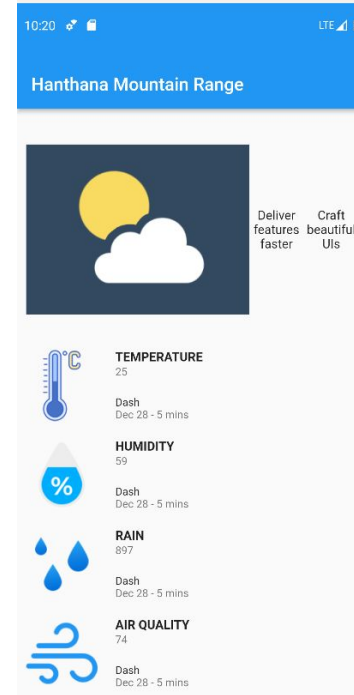 10:20
LTE
Hanthana Mountain Range
Deliver
features
faster
Craft
beautiful
UIs
°C
TEMPERATURE
25
Dash
Dec 28 - 5 mins
%
HUMIDITY
59
Dash
Dec 28 - 5 mins
RAIN
897
Dash
Dec 28 - 5 mins
AIR QUALITY
74
Dash
Dec 28 - 5 mins